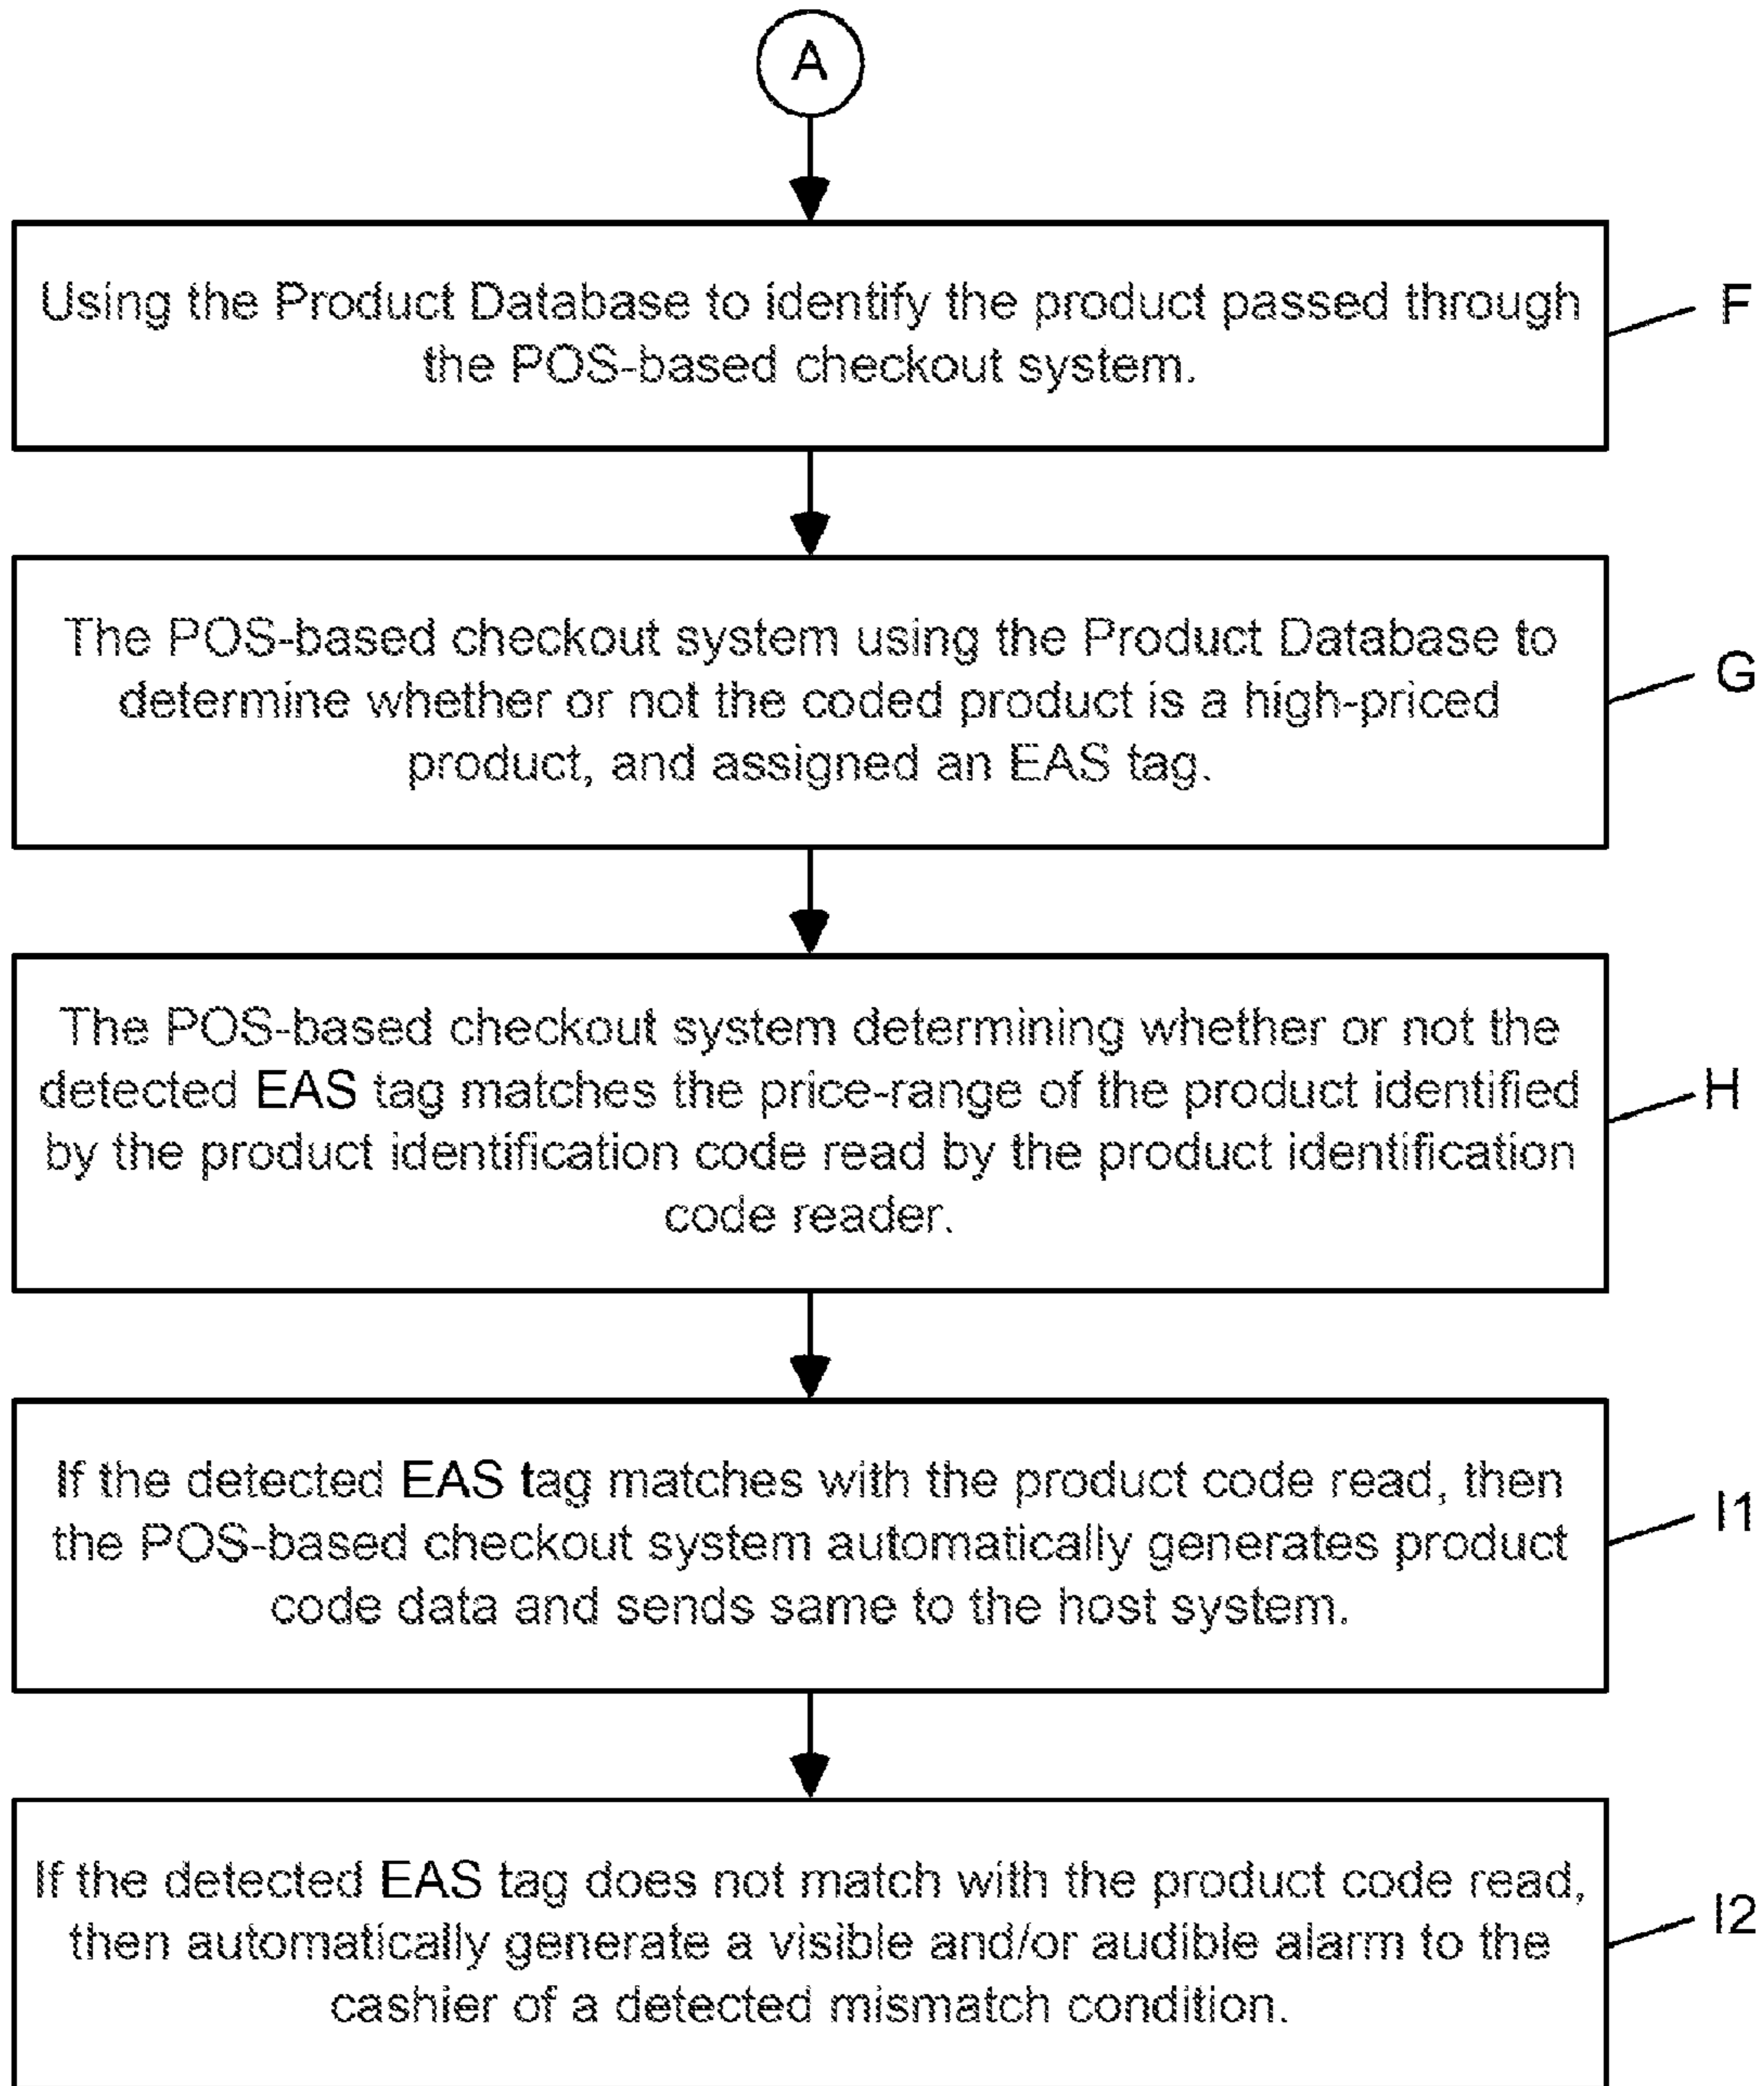 A
Using the Product Database to identify the product passed through
the POS-based checkout system.
F
The POS-based checkout system using the Product Database to
determine whether or not the coded product is a high-priced
product, and assigned an EAS tag.
G
The POS-based checkout system determining whether or not the
detected EAS tag matches the price-range of the product identified
by the product identification code read by the product identification
code reader.
H
If the detected EAS tag matches with the product code read, then
the POS-based checkout system automatically generates product
code data and sends same to the host system.
I1
If the detected EAS tag does not match with the product code read,
then automatically generate a visible and/or audible alarm to the
cashier of a detected mismatch condition.
I2